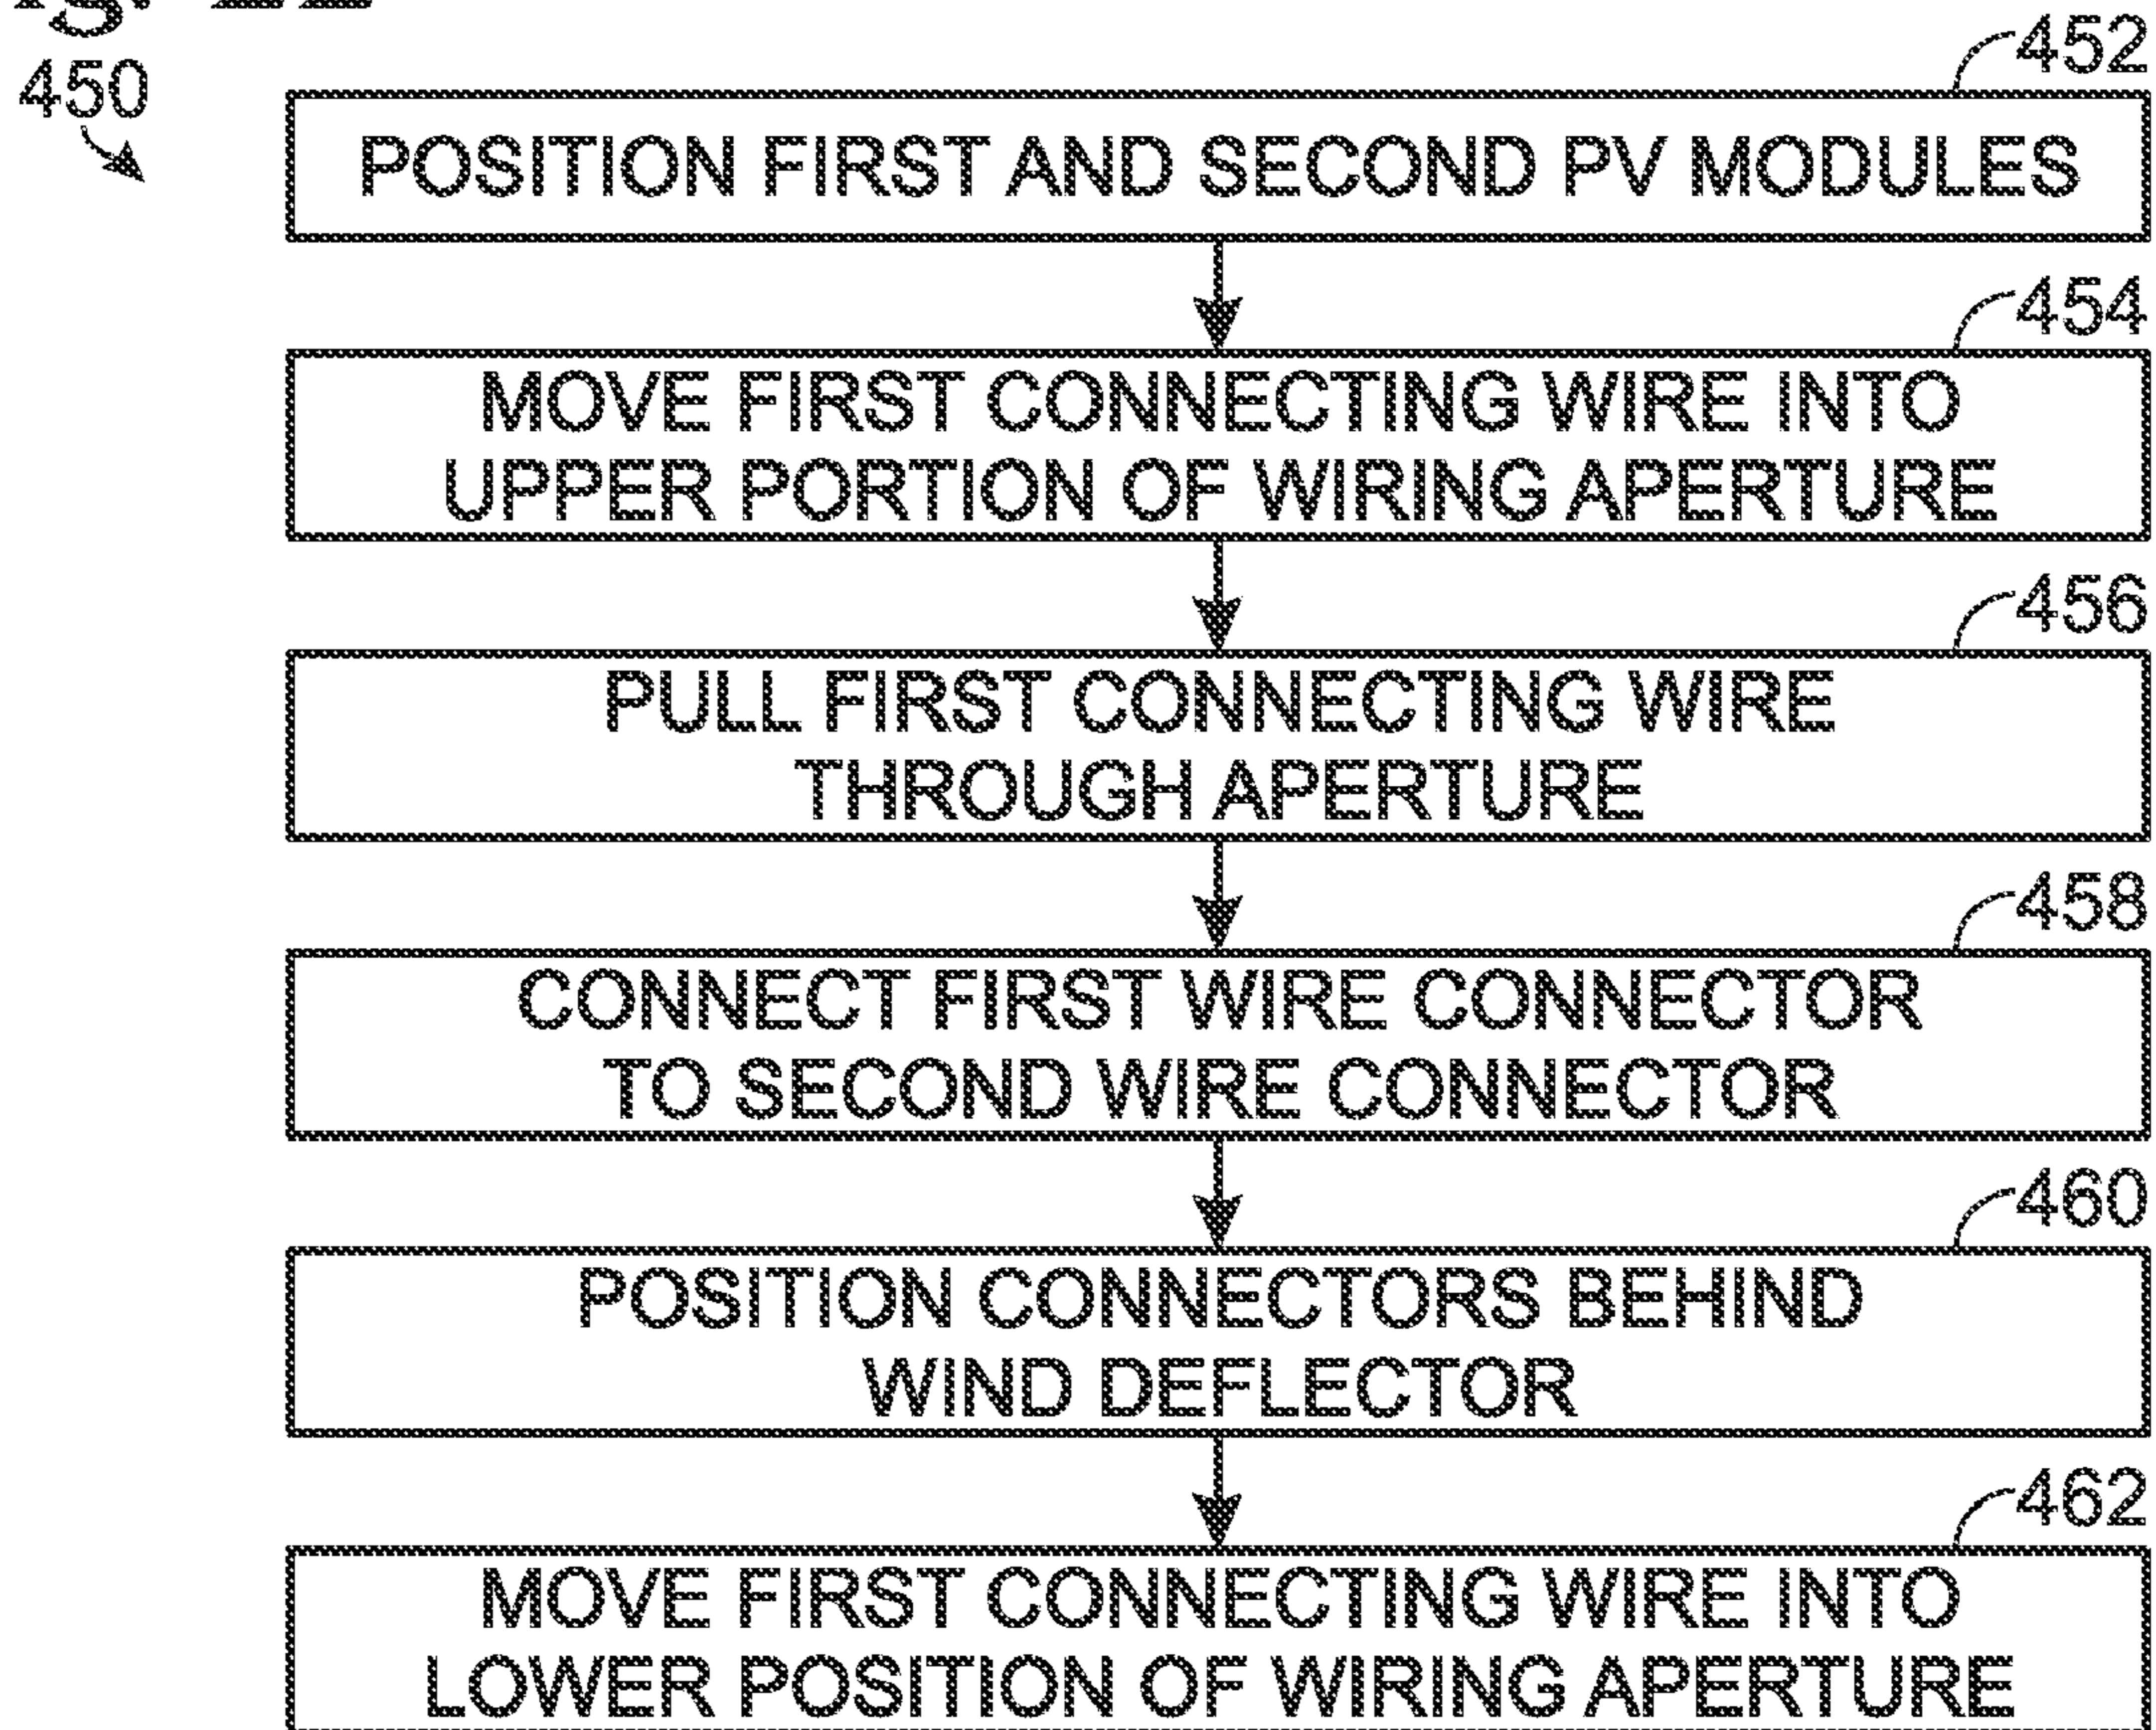 450
452
POSITION FIRST AND SECOND PV MODULES
454
MOVE FIRST CONNECTING WIRE INTO
UPPER PORTION OF WIRING APERTURE
456
PULL FIRST CONNECTING WIRE
THROUGH APERTURE
458
CONNECT FIRST WIRE CONNECTOR
TO SECOND WIRE CONNECTOR
460
POSITION CONNECTORS BEHIND
WIND DEFLECTOR
462
MOVE FIRST CONNECTING WIRE INTO
LOWER POSITION OF WIRING APERTURE